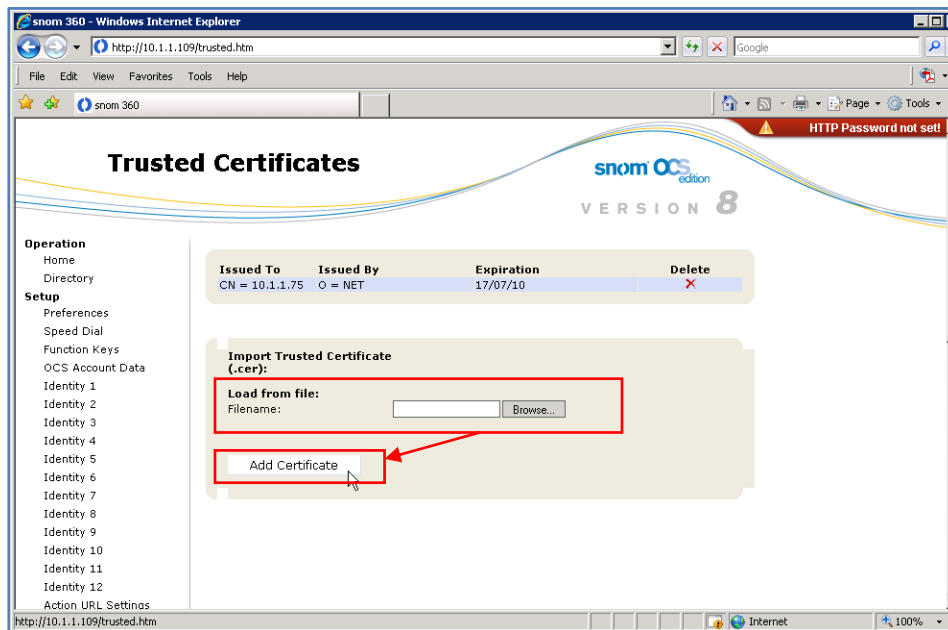 snom 360 - Windows Internet Explorer
http://10.1.1.109/trusted.htm
Google
File Edit View Favorites Tools Help
snom 360
Page Tools
HTTP Password not set!
Trusted Certificates
snom OCS
edition
VERSION 8
Operation
Home
Directory
Setup
Preferences
Speed Dial
Function Keys
OCS Account Data
Identity 1
Identity 2
Identity 3
Identity 4
Identity 5
Identity 6
Identity 7
Identity 8
Identity 9
Identity 10
Identity 11
Identity 12
Action URL Settings
Issued To Issued By Expiration Delete
CN = 10.1.1.75 O = NET 17/07/10
Import Trusted Certificate
(.cer):
Load from file:
Filename: Browse...
Add Certificate
http://10.1.1.109/trusted.htm
Internet
100%